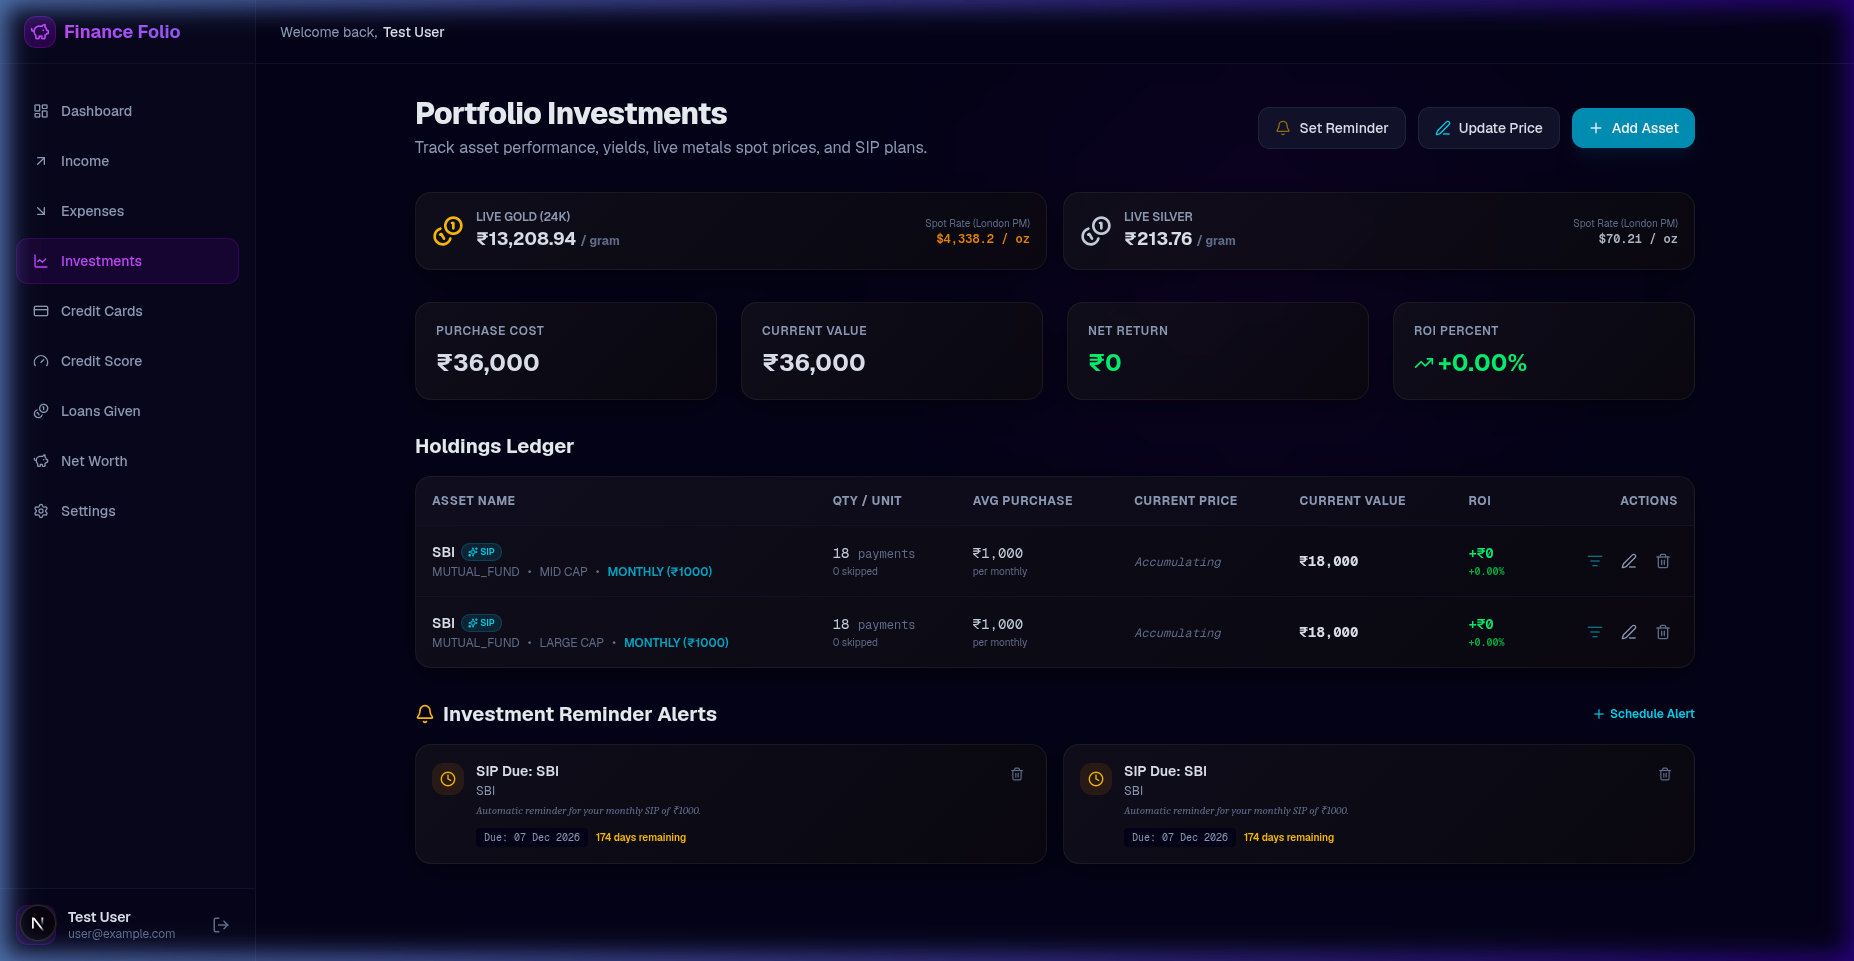 Finance Folio
Welcome back, Test User
Dashboard
Income
Expenses
Investments
Credit Cards
Credit Score
Loans Given
Net Worth
Settings
Test User
user@example.com
N
Portfolio Investments
Track asset performance, yields, live metals spot prices, and SIP plans.
Set Reminder
Update Price
Add Asset
LIVE GOLD (24K)
₹13,208.94 / gram
Spot Rate (London PM)
$4,338.2 / oz
LIVE SILVER
₹213.76 / gram
Spot Rate (London PM)
$70.21 / oz
PURCHASE COST
₹36,000
CURRENT VALUE
₹36,000
NET RETURN
₹0
ROI PERCENT
+0.00%
Holdings Ledger
ASSET NAME QTY / UNIT AVG PURCHASE CURRENT PRICE CURRENT VALUE ROI ACTIONS
SBI SIP 18 payments ₹1,000 Accumulating ₹18,000 +₹0
MUTUAL_FUND • MID CAP • MONTHLY (₹1000) 0 skipped per monthly +0.00%
SBI SIP 18 payments ₹1,000 Accumulating ₹18,000 +₹0
MUTUAL_FUND • LARGE CAP • MONTHLY (₹1000) 0 skipped per monthly +0.00%
Investment Reminder Alerts
Schedule Alert
SIP Due: SBI
SBI
Automatic reminder for your monthly SIP of ₹1000.
Due: 07 Dec 2026 174 days remaining
SIP Due: SBI
SBI
Automatic reminder for your monthly SIP of ₹1000.
Due: 07 Dec 2026 174 days remaining